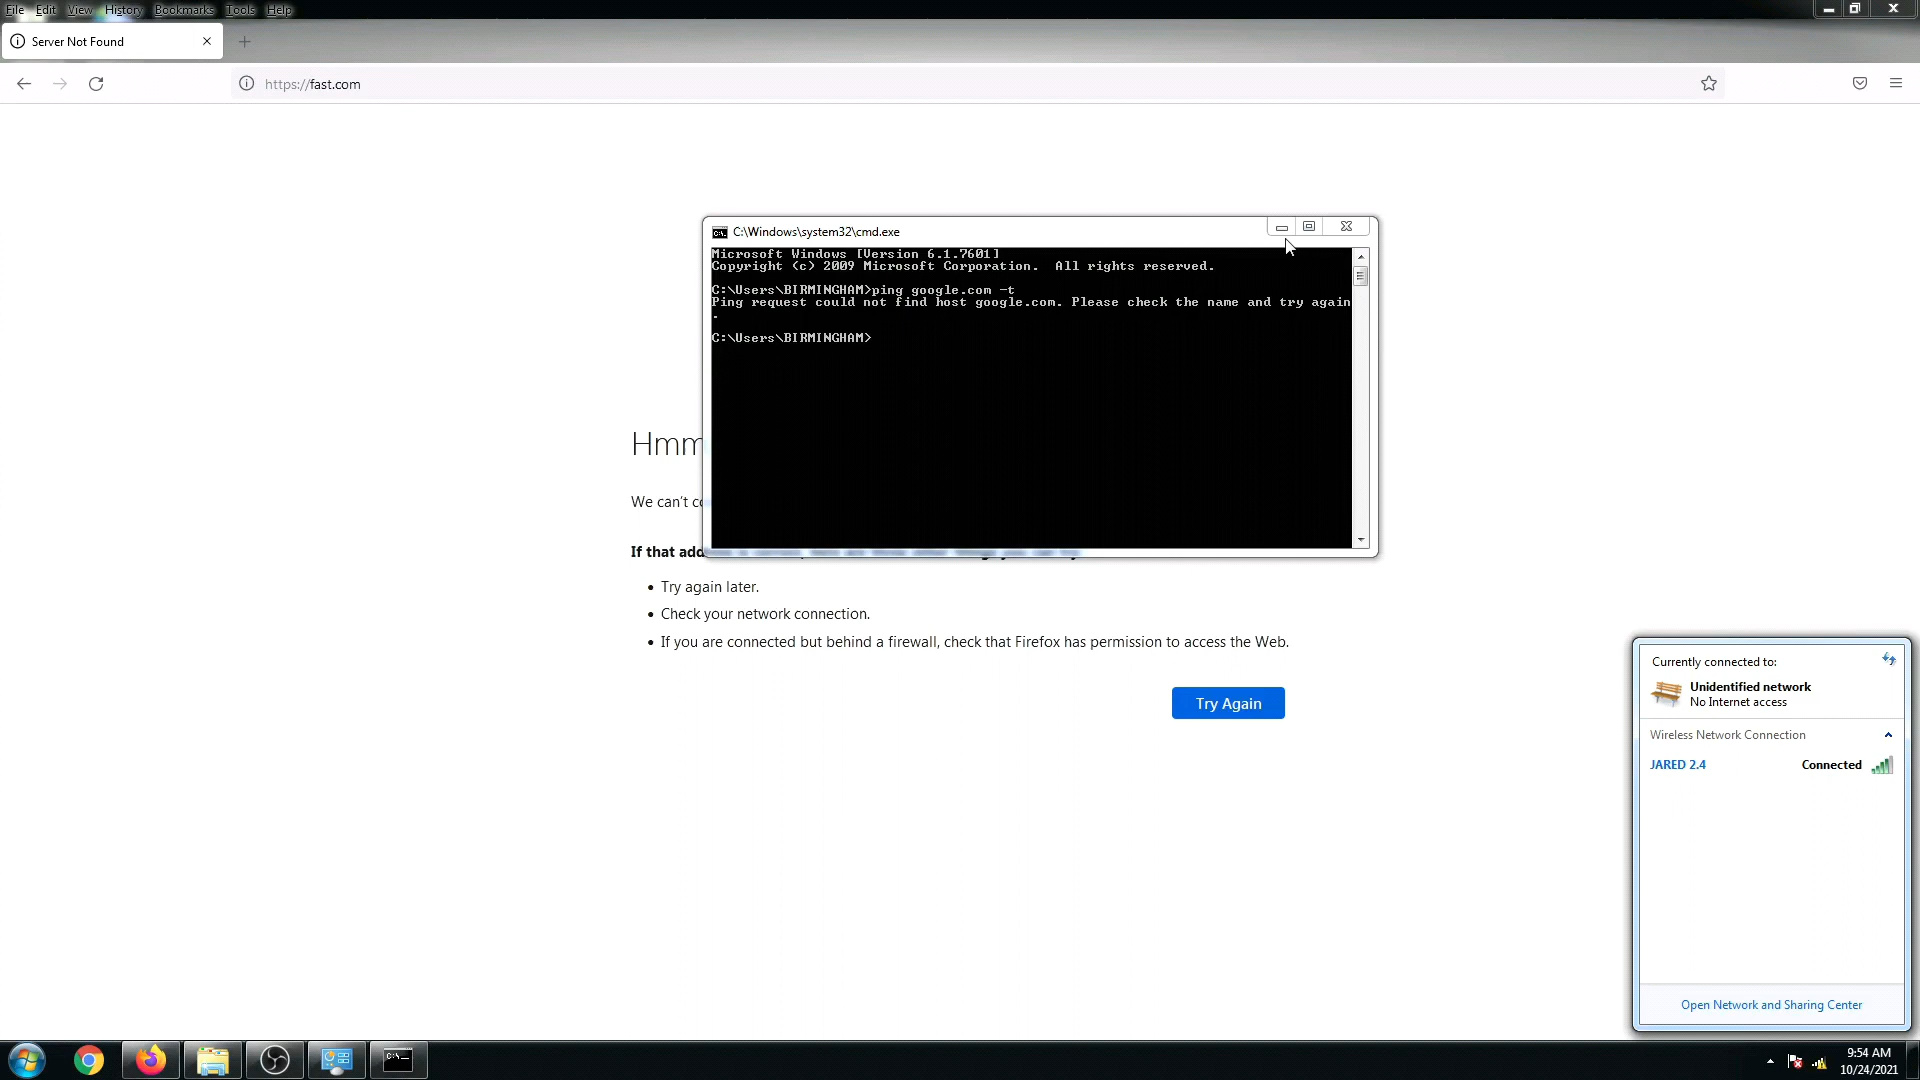 File Edit View History Bookmarks Tools Help
Server Not Found
https://fast.com
C:\Windows\system32\cmd.exe
Microsoft Windows [Version 6.1.7601]
Copyright (c) 2009 Microsoft Corporation.  All rights reserved.
C:\Users\BIRMINGHAM>ping google.com -t
Ping request could not find host google.com. Please check the name and try again
.
C:\Users\BIRMINGHAM>
Hmm
We can't
If that
Try again later.
Check your network connection.
If you are connected but behind a firewall, check that Firefox has permission to access the Web.
Try Again
Currently connected to:
Unidentified network
No Internet access
Wireless Network Connection
JARED 2.4 Connected
Open Network and Sharing Center
9:54 AM
10/24/2021